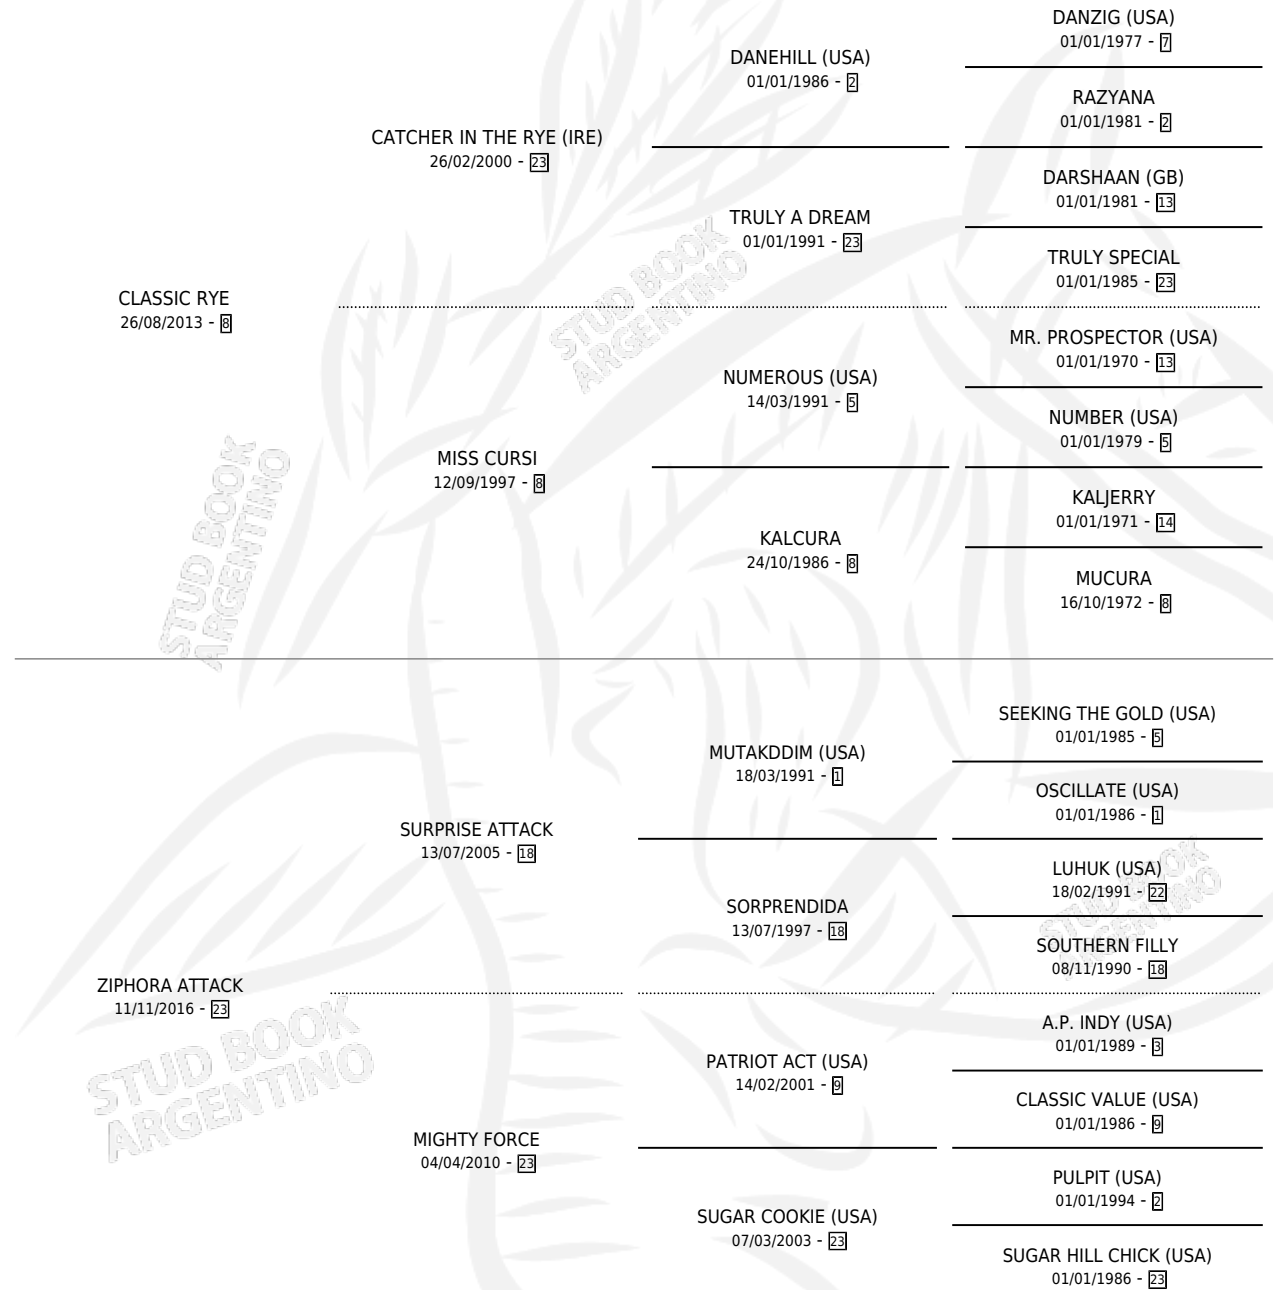 DANZIG (USA)
01/01/1977 - 7
DANEHILL (USA)
01/01/1986 - 2
RAZYANA
01/01/1981 - 2
CATCHER IN THE RYE (IRE)
26/02/2000 - 23
DARSHAAN (GB)
01/01/1981 - 13
TRULY A DREAM
01/01/1991 - 23
TRULY SPECIAL
01/01/1985 - 23
CLASSIC RYE
26/08/2013 - 8
MR. PROSPECTOR (USA)
01/01/1970 - 13
NUMEROUS (USA)
14/03/1991 - 5
NUMBER (USA)
01/01/1979 - 5
MISS CURSI
12/09/1997 - 8
KALJERRY
01/01/1971 - 14
KALCURA
24/10/1986 - 8
MUCURA
16/10/1972 - 8
SEEKING THE GOLD (USA)
01/01/1985 - 5
MUTAKDDIM (USA)
18/03/1991 - 1
OSCILLATE (USA)
01/01/1986 - 1
SURPRISE ATTACK
13/07/2005 - 18
LUHUK (USA)
18/02/1991 - 22
SORPRENDIDA
13/07/1997 - 18
SOUTHERN FILLY
08/11/1990 - 18
ZIPHORA ATTACK
11/11/2016 - 23
A.P. INDY (USA)
01/01/1989 - 3
PATRIOT ACT (USA)
14/02/2001 - 9
CLASSIC VALUE (USA)
01/01/1986 - 9
MIGHTY FORCE
04/04/2010 - 23
PULPIT (USA)
01/01/1994 - 2
SUGAR COOKIE (USA)
07/03/2003 - 23
SUGAR HILL CHICK (USA)
01/01/1986 - 23
STUD BOOK
ARGENTINO
STUD BOOK
ARGENTINO
STUD BOOK
ARGENTINO
STUD BOOK
ARGENTINO